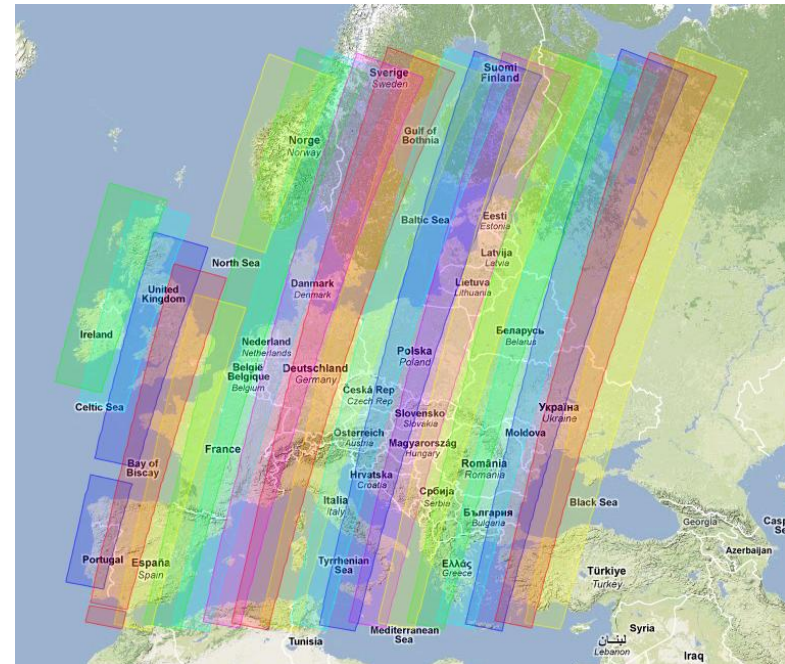 Sverige
Sweden
Suomi
Finland
Norge
Norway
Gulf of
Bothnia
Baltic Sea
Eesti
Estonia
North Sea
Latvija
Latvia
Danmark
Denmark
Lietuva
Lithuania
United
Kingdom
Ireland
Беларусь
Belarus
Nederland
Netherlands
Polska
Poland
België
Belgique
Belgium
Deutschland
Germany
Česká Rep
Czech Rep
Celtic Sea
Slovensko
Slovakia
Україна
Ukraine
Österreich
Austria
Magyarország
Hungary
Moldova
France
Bay of
Biscay
Hrvatska
Croatia
România
Romania
Србија
Serbia
Italia
Italy
България
Bulgaria
Black Sea
Georgia
Azerbaijan
Portugal
España
Spain
Tyrrhenian
Sea
Ελλάς
Greece
Türkiye
Turkey
Tunisia
Mediterranean
Sea
Syria
لبنان
Lebanon
Iraq